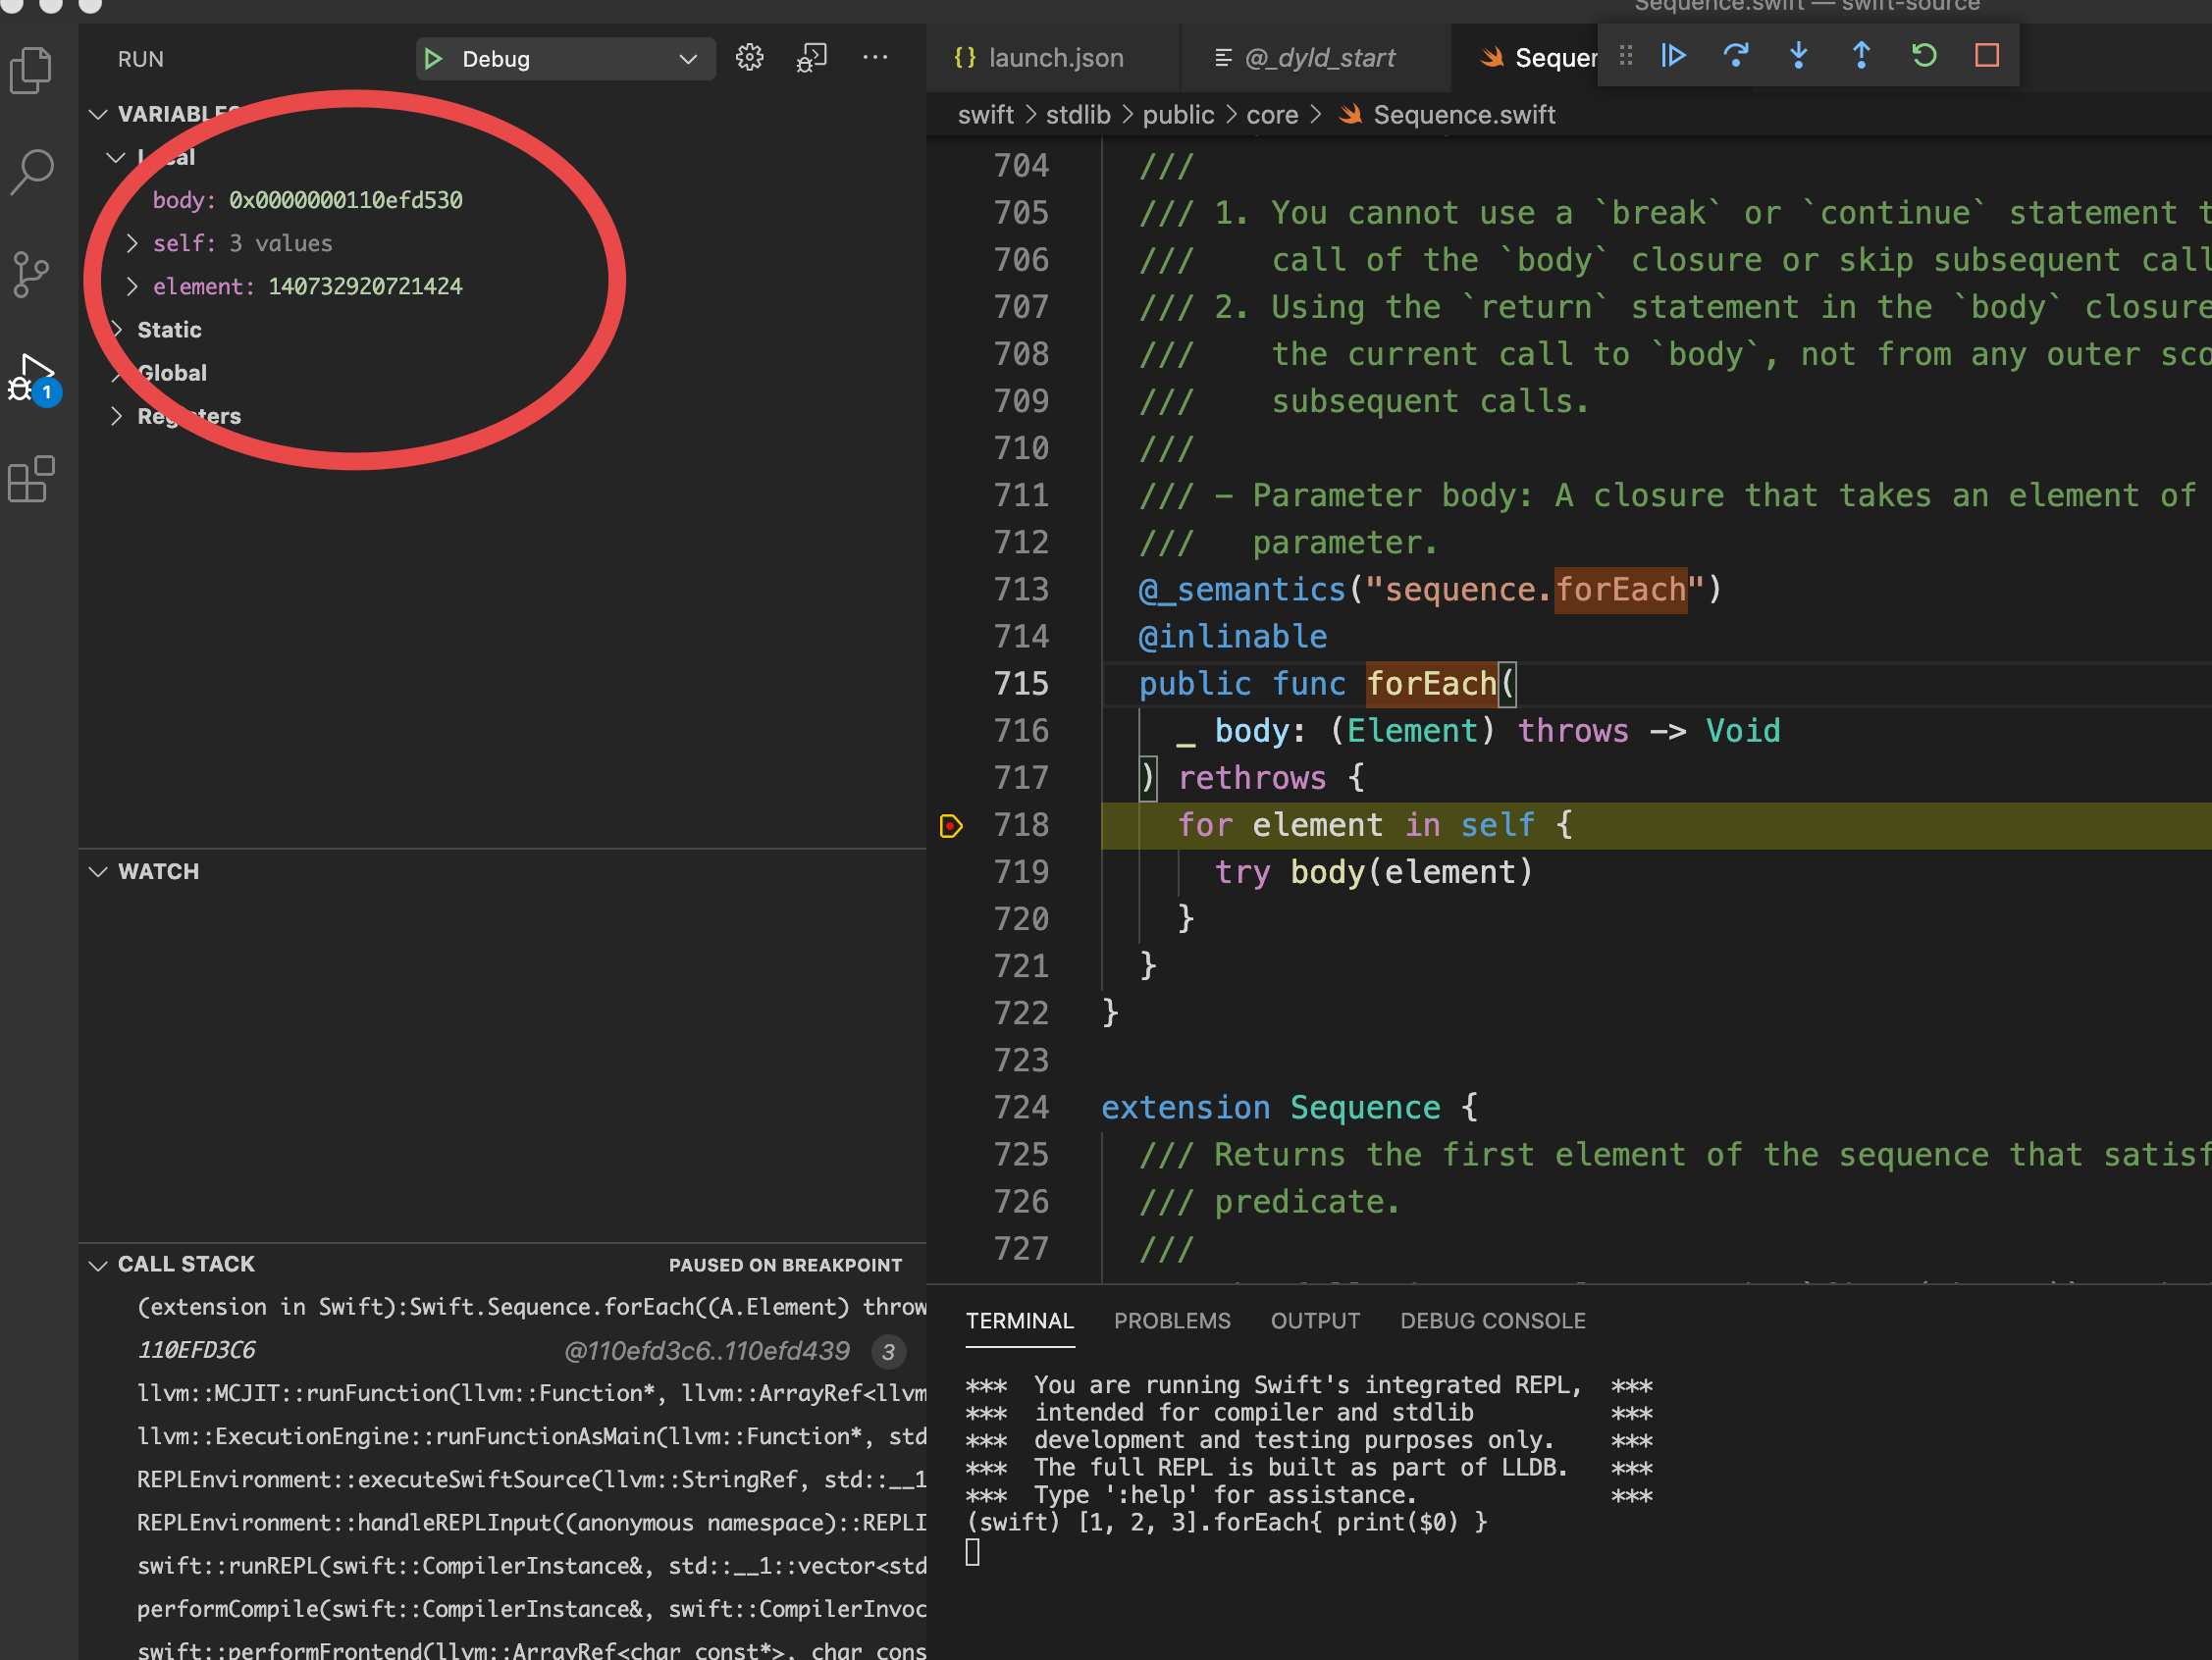 Sequence.swift — swift-source
RUN
Debug
VARIABLES
Local
body: 0x0000000110efd530
self: 3 values
element: 140732920721424
Static
Global
Registers
1
WATCH
CALL STACK
PAUSED ON BREAKPOINT
(extension in Swift):Swift.Sequence.forEach((A.Element) throw
110EFD3C6 @110efd3c6..110efd439 3
llvm::MCJIT::runFunction(llvm::Function*, llvm::ArrayRef<llvm
llvm::ExecutionEngine::runFunctionAsMain(llvm::Function*, std
REPLEnvironment::executeSwiftSource(llvm::StringRef, std::__1
REPLEnvironment::handleREPLInput((anonymous namespace)::REPLI
swift::runREPL(swift::CompilerInstance&, std::__1::vector<std
performCompile(swift::CompilerInstance&, swift::CompilerInvoc
swift::performFrontend(llvm::ArrayRef<char const*>, char cons
{} launch.json
@_dyld_start
Sequer
swift > stdlib > public > core > Sequence.swift
704 ///
705 /// 1. You cannot use a `break` or `continue` statement t
706 /// call of the `body` closure or skip subsequent call
707 /// 2. Using the `return` statement in the `body` closure
708 /// the current call to `body`, not from any outer sco
709 /// subsequent calls.
710 ///
711 /// - Parameter body: A closure that takes an element of
712 /// parameter.
713 @_semantics("sequence.forEach")
714 @inlinable
715 public func forEach(
716 _ body: (Element) throws -> Void
717 ) rethrows {
718 for element in self {
719 try body(element)
720 }
721 }
722 }
723
724 extension Sequence {
725 /// Returns the first element of the sequence that satisf
726 /// predicate.
727 ///
TERMINAL PROBLEMS OUTPUT DEBUG CONSOLE
*** You are running Swift's integrated REPL, ***
*** intended for compiler and stdlib ***
*** development and testing purposes only. ***
*** The full REPL is built as part of LLDB. ***
*** Type ':help' for assistance. ***
(swift) [1, 2, 3].forEach{ print($0) }